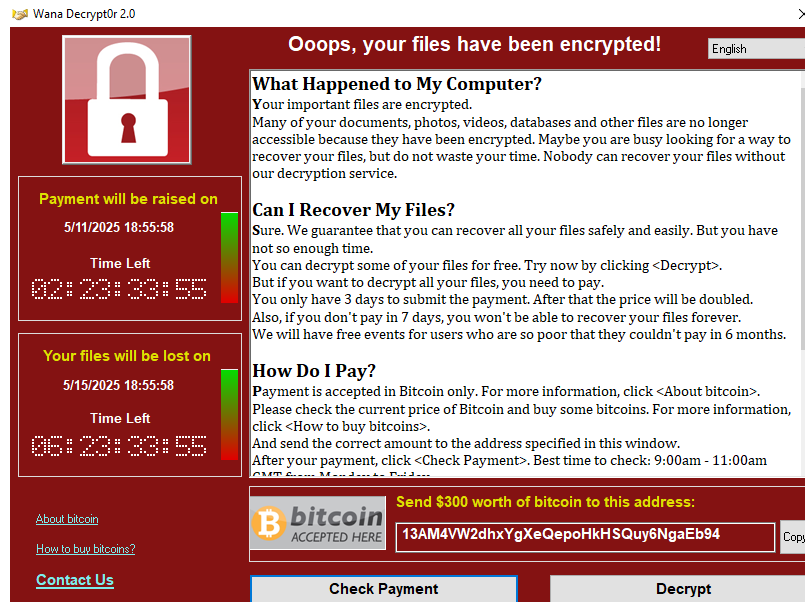 Wana Decrypt0r 2.0
Ooops, your files have been encrypted!
English
What Happened to My Computer?
Your important files are encrypted.
Many of your documents, photos, videos, databases and other files are no longer
accessible because they have been encrypted. Maybe you are busy looking for a way to
recover your files, but do not waste your time. Nobody can recover your files without
our decryption service.
Can I Recover My Files?
Sure. We guarantee that you can recover all your files safely and easily. But you have
not so enough time.
You can decrypt some of your files for free. Try now by clicking <Decrypt>.
But if you want to decrypt all your files, you need to pay.
You only have 3 days to submit the payment. After that the price will be doubled.
Also, if you don't pay in 7 days, you won't be able to recover your files forever.
We will have free events for users who are so poor that they couldn't pay in 6 months.
How Do I Pay?
Payment is accepted in Bitcoin only. For more information, click <About bitcoin>.
Please check the current price of Bitcoin and buy some bitcoins. For more information,
click <How to buy bitcoins>.
And send the correct amount to the address specified in this window.
After your payment, click <Check Payment>. Best time to check: 9:00am - 11:00am
GMT from Monday to Friday.
Payment will be raised on
5/11/2025 18:55:58
Time Left
02:23:33:55
Your files will be lost on
5/15/2025 18:55:58
Time Left
06:23:33:55
About bitcoin
How to buy bitcoins?
Contact Us
bitcoin
ACCEPTED HERE
Send $300 worth of bitcoin to this address:
13AM4VW2dhxYgXeQepoHkHSQuy6NgaEb94
Copy
Check Payment
Decrypt